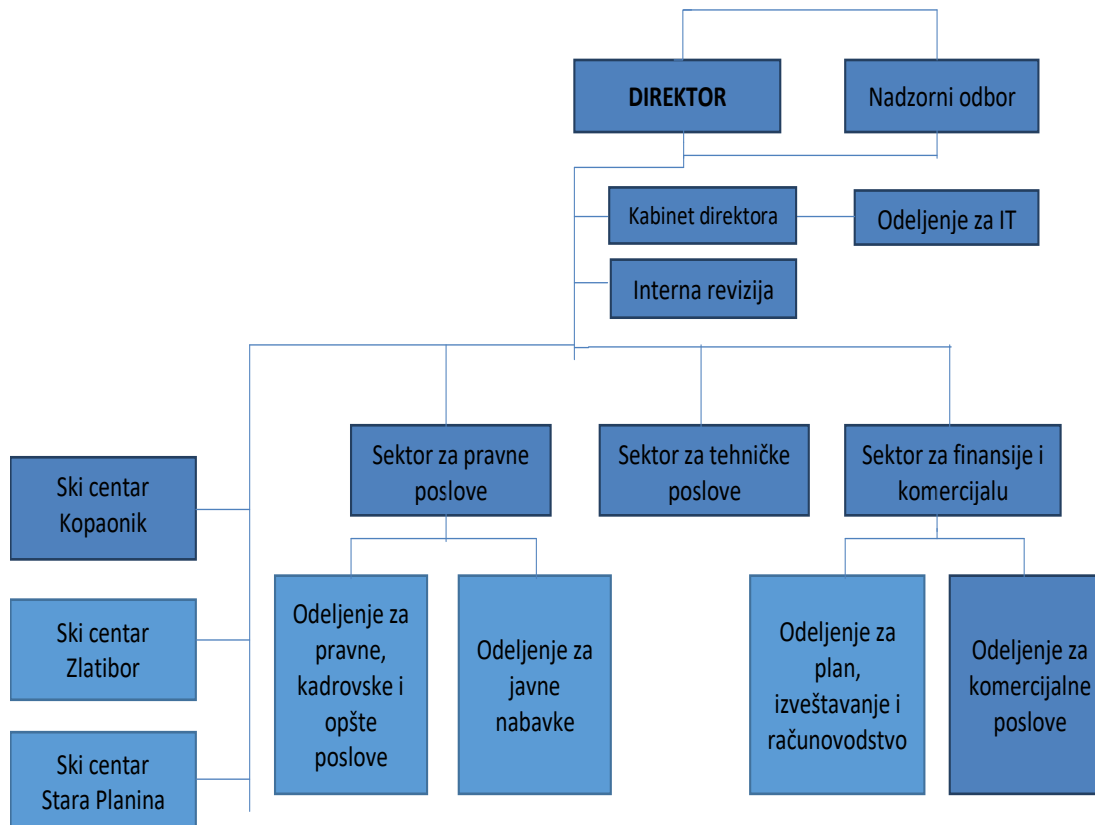 DIREKTOR
Nadzorni odbor
Kabinet direktora
Odeljenje za IT
Interna revizija
Sektor za pravne
poslove
Sektor za tehničke
poslove
Sektor za finansije i
komercijalu
Ski centar
Kopaonik
Ski centar
Zlatibor
Ski centar
Stara Planina
Odeljenje za
pravne,
kadrovske i
opšte
poslove
Odeljenje za
javne
nabavke
Odeljenje za
plan,
izveštavanje i
računovodstvo
Odeljenje za
komercijalne
poslove